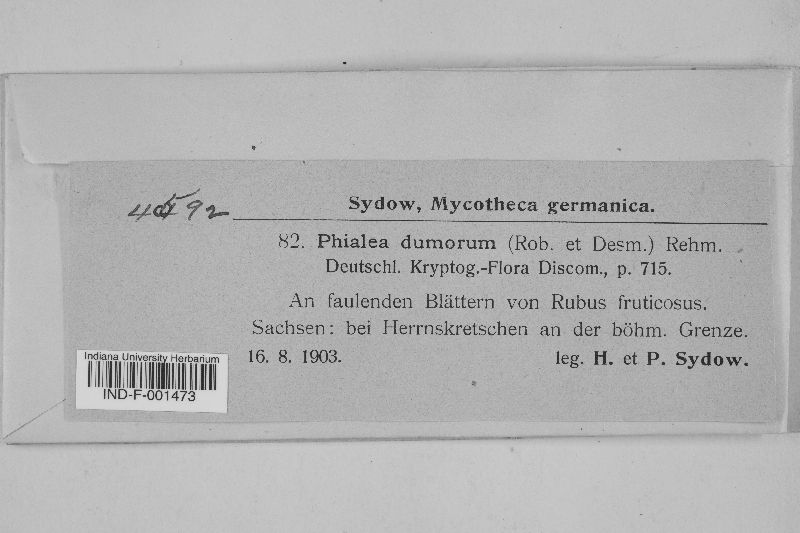 Sydow, Mycotheca germanica.
82. Phialea dumorum (Rob. et Desm.) Rehm.
Deutschl. Kryptog.-Flora Discom., p. 715.
An faulenden Blättern von Rubus fruticosus.
Sachsen: bei Herrnskretschen an der böhm. Grenze.
16. 8. 1903. leg. H. et P. Sydow.
Indiana University Herbarium
IND-F-001473